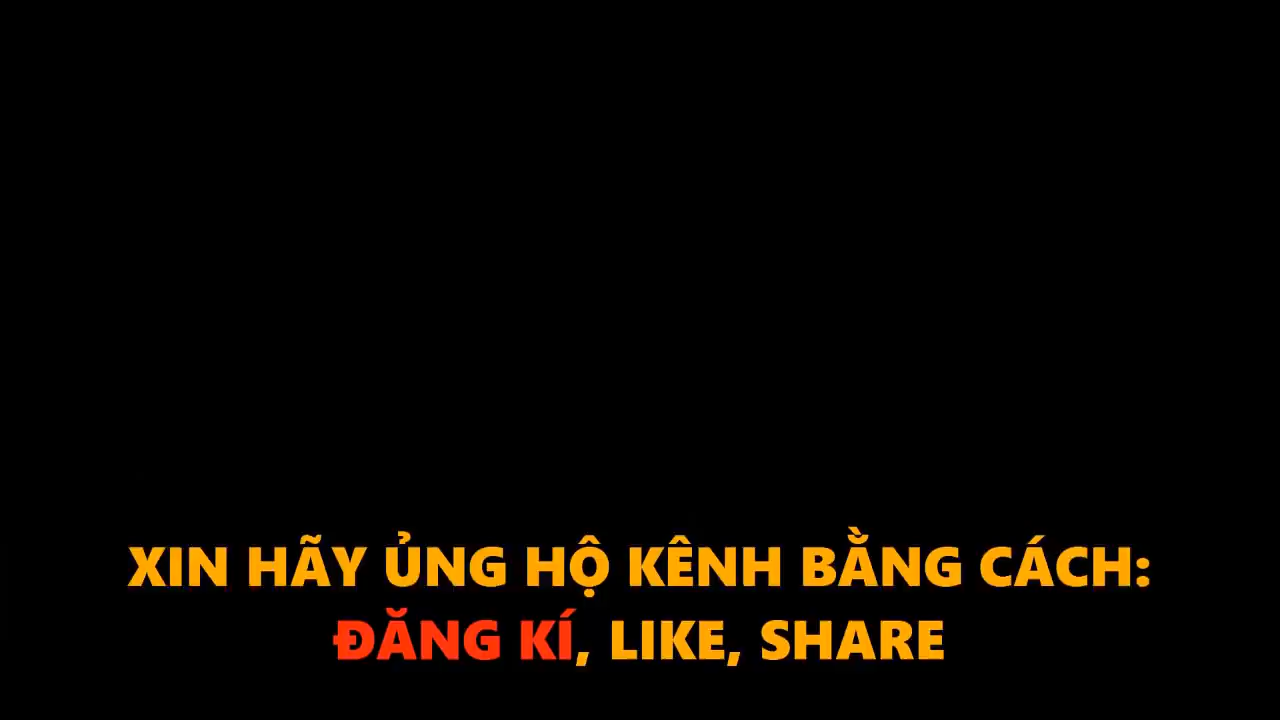 XIN HÃY ỦNG HỘ KÊNH BẰNG CÁCH:
ĐĂNG KÍ, LIKE, SHARE